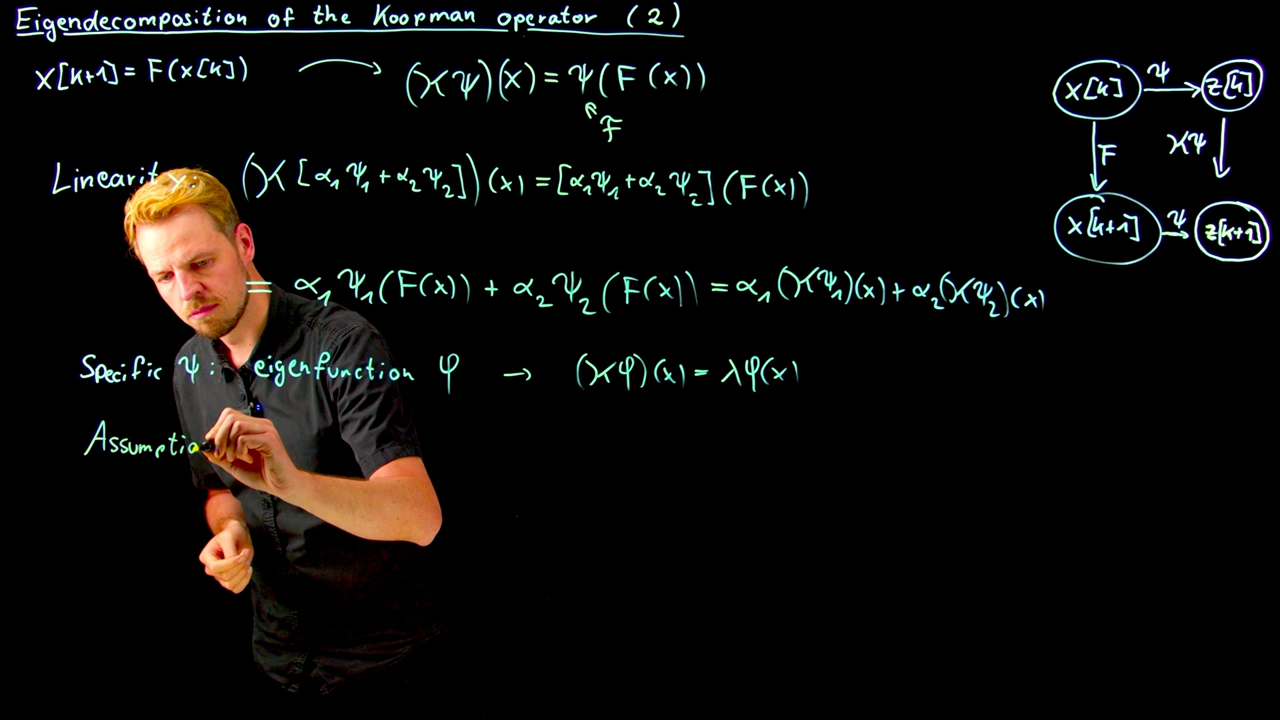 Eigendecomposition of the Koopman operator (2)
x[k+1] = F(x[k]) → (𝒦ψ)(x) = ψ(F(x))
↖ ℱ
Linearity: (𝒦[α₁ψ₁+α₂ψ₂])(x) = [α₁ψ₁+α₂ψ₂](F(x))
= α₁ψ₁(F(x)) + α₂ψ₂(F(x)) = α₁(𝒦ψ₁)(x) + α₂(𝒦ψ₂)(x)
Specific ψ: eigenfunction φ → (𝒦φ)(x) = λφ(x)
Assumptio
x[k] ψ → z[k]
↓ F 𝒦ψ ↓
x[k+1] ψ → z[k+1]